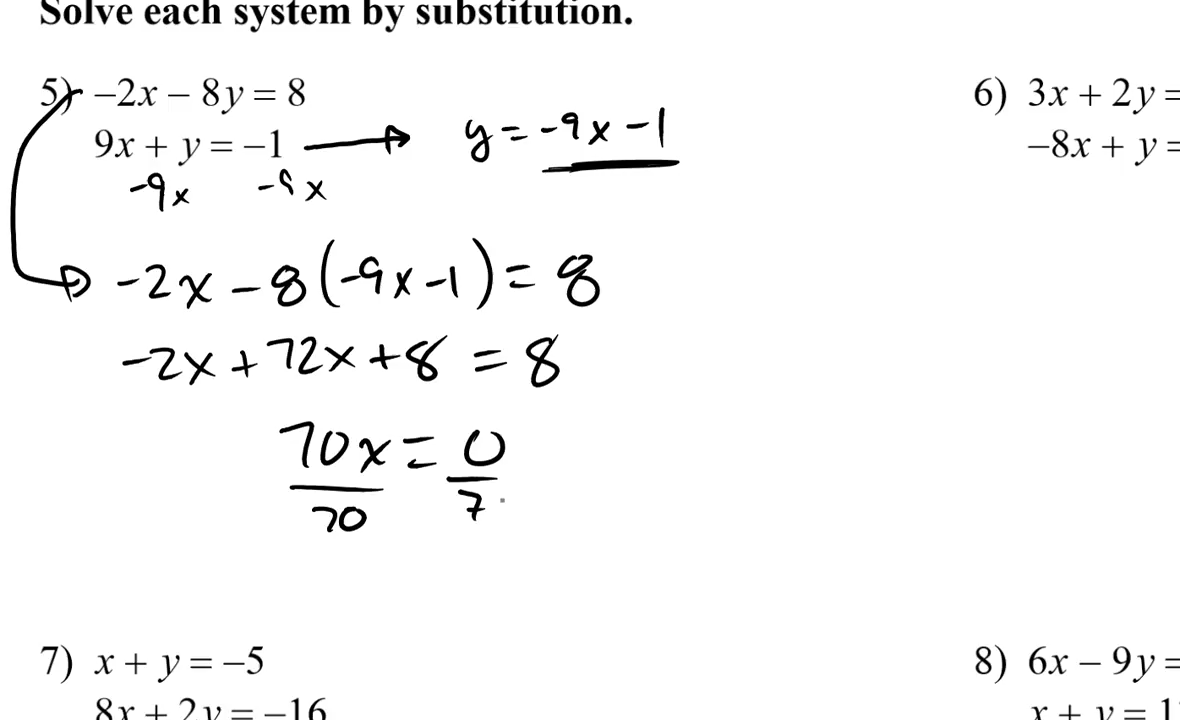 Solve each system by substitution.
5) −2x − 8y = 8
9x + y = −1 y = -9x - 1
-9x -9x
-2x - 8(-9x - 1) = 8
-2x + 72x + 8 = 8
70x = 0
70 7
6) 3x + 2y =
−8x + y =
7) x + y = −5
8x + 2y = −16
8) 6x − 9y =
x + y = 1